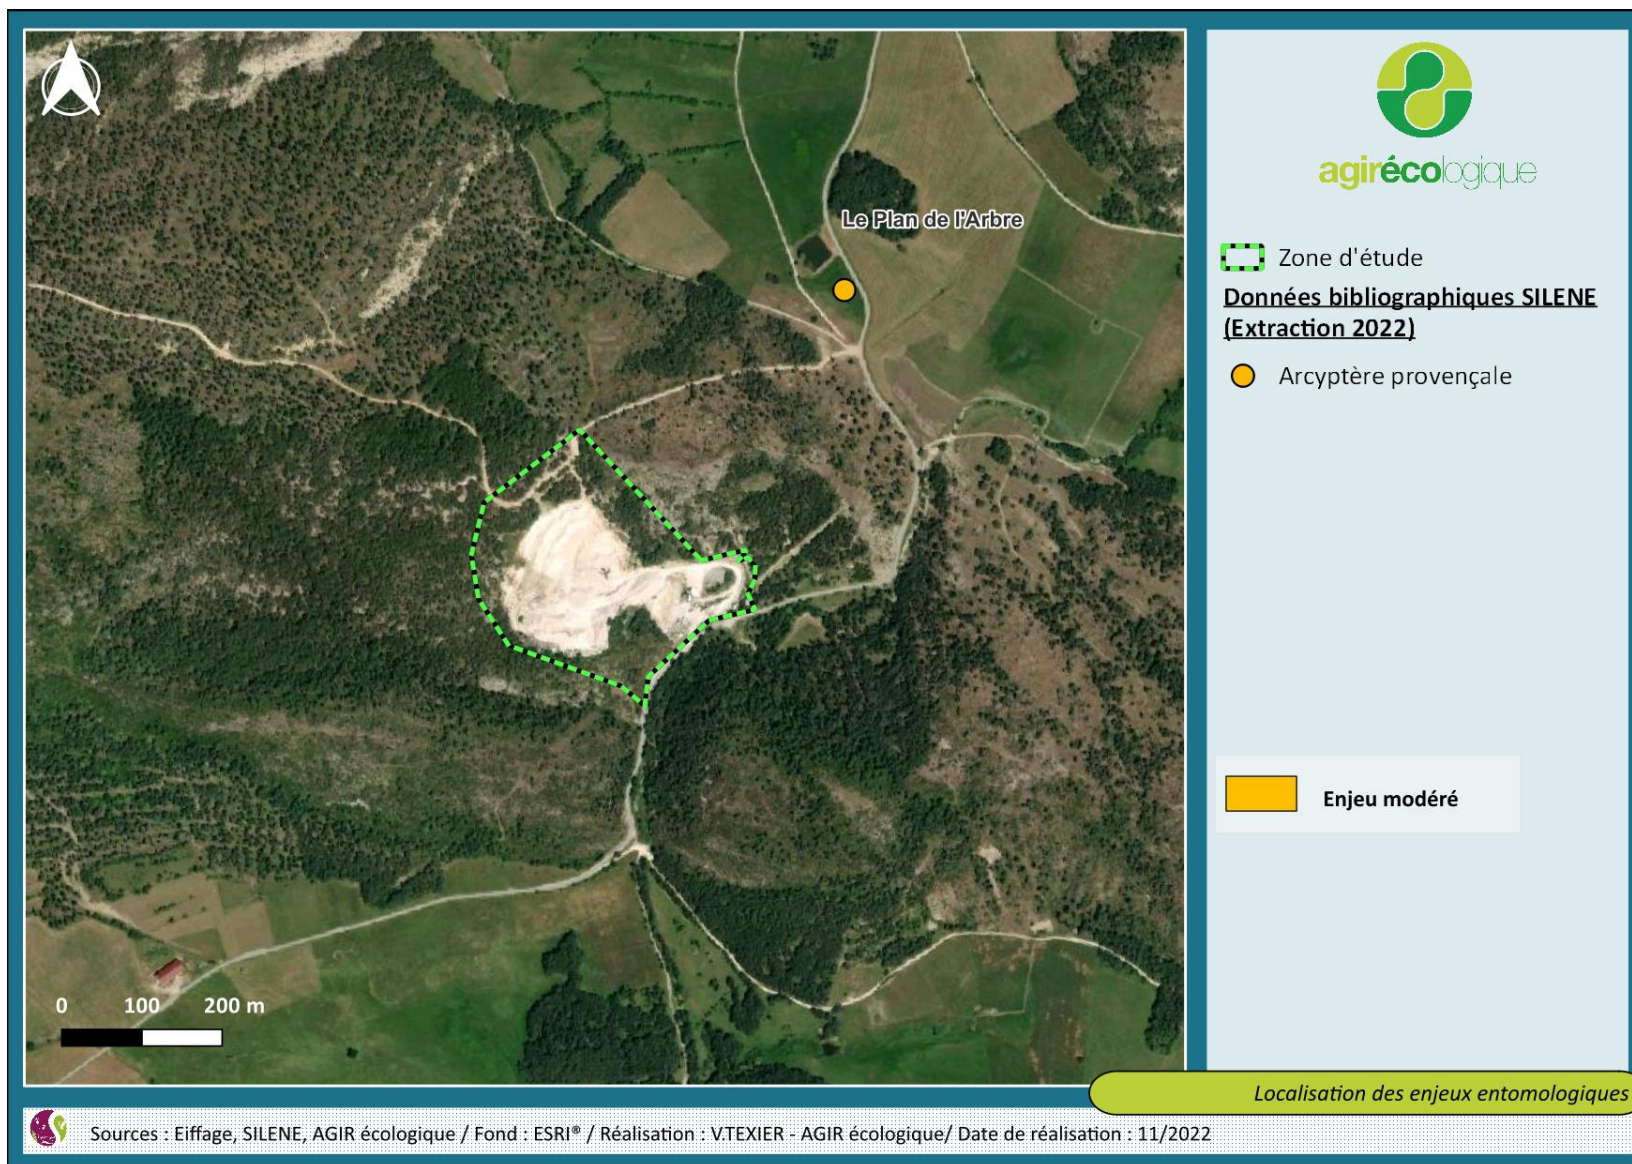 Le Plan de l'Arbre
0 100 200 m
agirécologique
Zone d'étude
Données bibliographiques SILENE
(Extraction 2022)
Arcyptère provençale
Enjeu modéré
Localisation des enjeux entomologiques
Sources : Eiffage, SILENE, AGIR écologique / Fond : ESRI® / Réalisation : V.TEXIER - AGIR écologique/ Date de réalisation : 11/2022